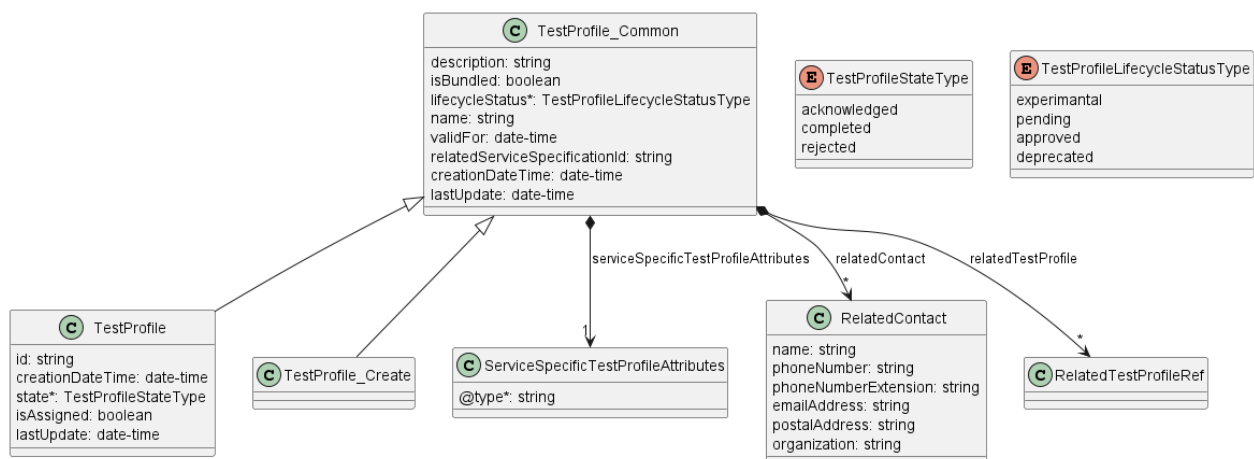 C TestProfile_Common
description: string
isBundled: boolean
lifecycleStatus*: TestProfileLifecycleStatusType
name: string
validFor: date-time
relatedServiceSpecificationId: string
creationDateTime: date-time
lastUpdate: date-time
E TestProfileStateType
acknowledged
completed
rejected
E TestProfileLifecycleStatusType
experimantal
pending
approved
deprecated
serviceSpecificTestProfileAttributes
relatedContact
relatedTestProfile
1
*
*
C TestProfile
id: string
creationDateTime: date-time
state*: TestProfileStateType
isAssigned: boolean
lastUpdate: date-time
C TestProfile_Create
C ServiceSpecificTestProfileAttributes
@type*: string
C RelatedContact
name: string
phoneNumber: string
phoneNumberExtension: string
emailAddress: string
postalAddress: string
organization: string
C RelatedTestProfileRef